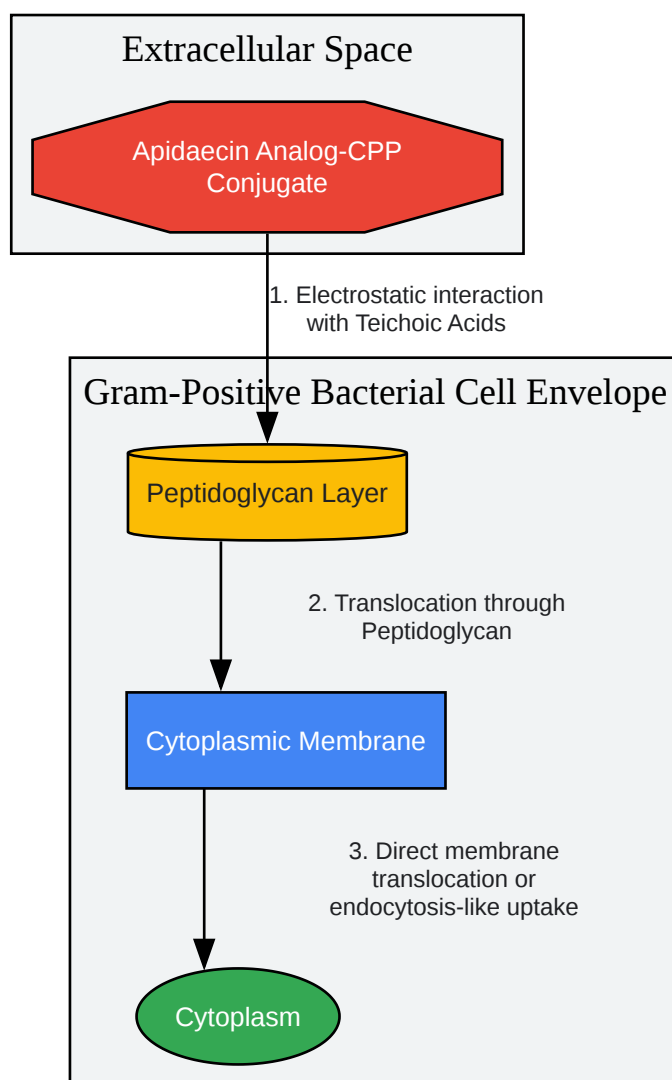 Extracellular Space
Apidaecin Analog-CPP
Conjugate
1. Electrostatic interaction
with Teichoic Acids
Gram-Positive Bacterial Cell Envelope
Peptidoglycan Layer
2. Translocation through
Peptidoglycan
Cytoplasmic Membrane
3. Direct membrane
translocation or
endocytosis-like uptake
Cytoplasm